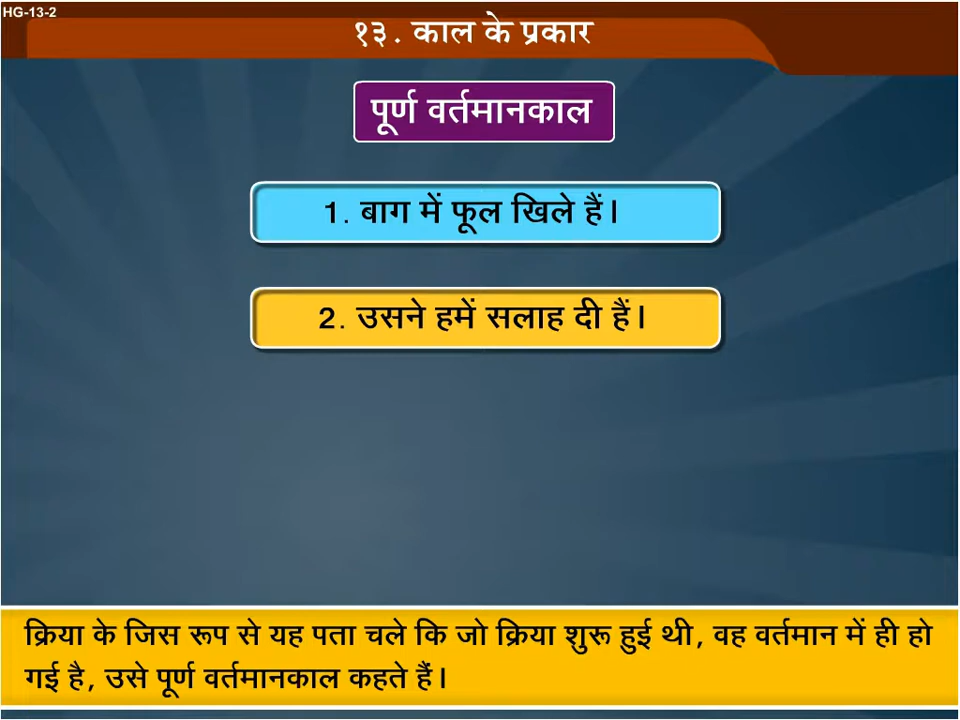 HG-13-2
१३. काल के प्रकार
पूर्ण वर्तमानकाल
1. बाग में फूल खिले हैं।
2. उसने हमें सलाह दी हैं।
क्रिया के जिस रूप से यह पता चले कि जो क्रिया शुरू हुई थी, वह वर्तमान में ही हो
गई है, उसे पूर्ण वर्तमानकाल कहते हैं।